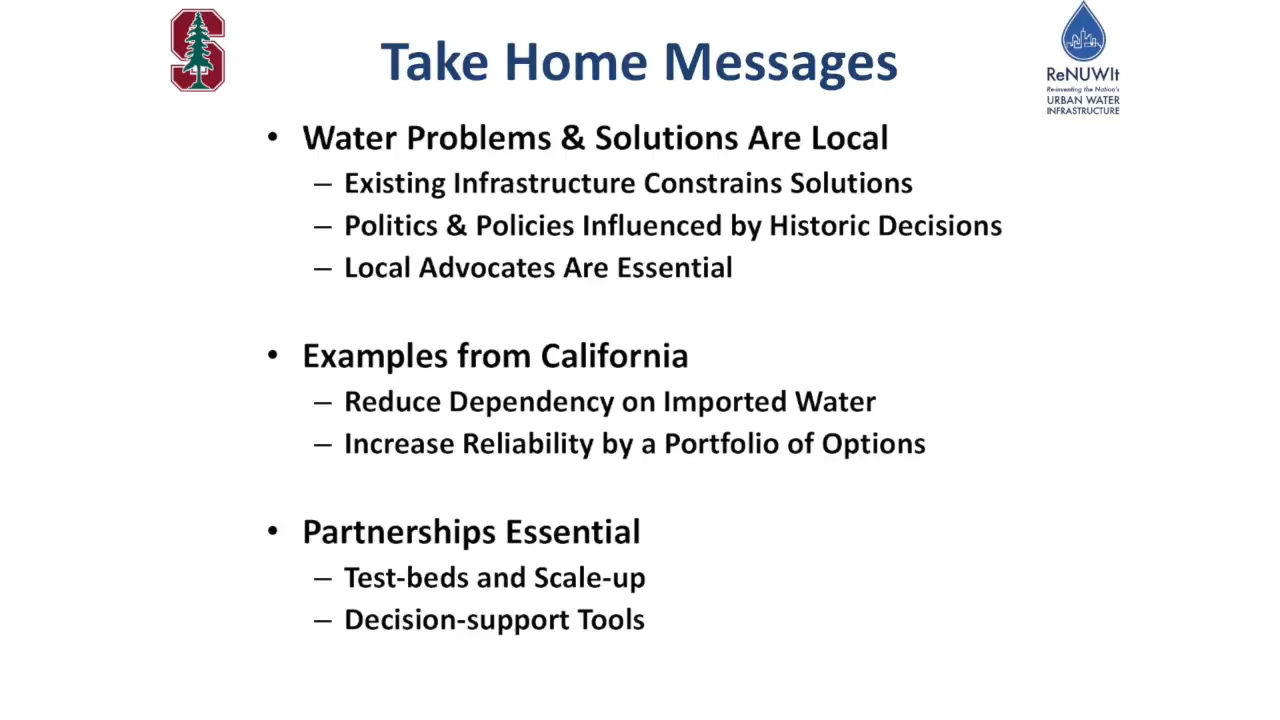 Take Home Messages
ReNUWIt
Re-inventing the Nation's
URBAN WATER
INFRASTRUCTURE
• Water Problems & Solutions Are Local
– Existing Infrastructure Constrains Solutions
– Politics & Policies Influenced by Historic Decisions
– Local Advocates Are Essential
• Examples from California
– Reduce Dependency on Imported Water
– Increase Reliability by a Portfolio of Options
• Partnerships Essential
– Test-beds and Scale-up
– Decision-support Tools